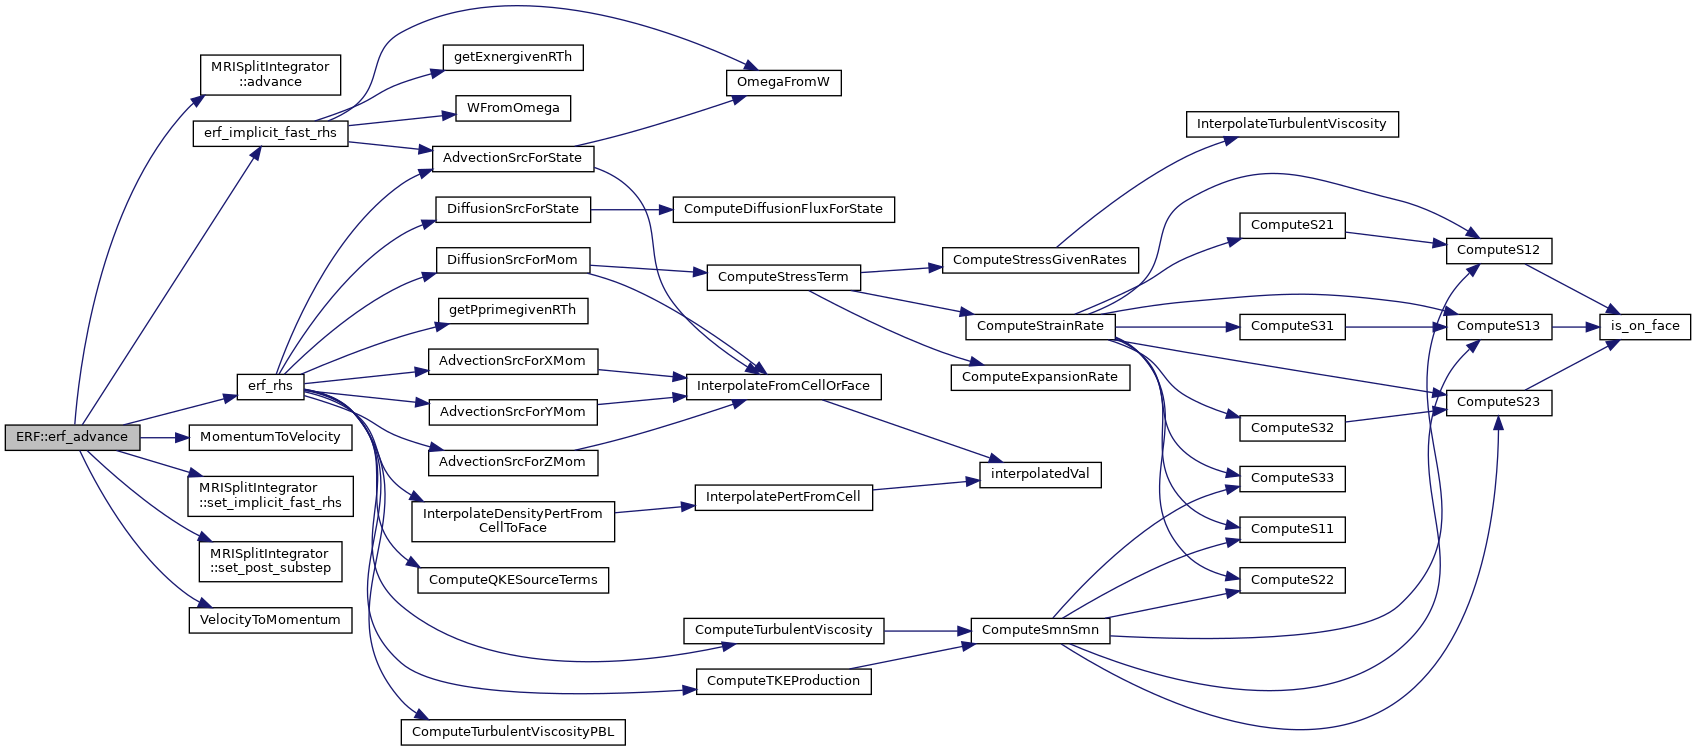 ERF::erf_advance
MRISplitIntegrator
::advance
erf_implicit_fast_rhs
erf_rhs
MomentumToVelocity
MRISplitIntegrator
::set_implicit_fast_rhs
MRISplitIntegrator
::set_post_substep
VelocityToMomentum
getExnergivenRTh
WFromOmega
AdvectionSrcForState
DiffusionSrcForState
DiffusionSrcForMom
getPprimegivenRTh
AdvectionSrcForXMom
AdvectionSrcForYMom
AdvectionSrcForZMom
InterpolateDensityPertFrom
CellToFace
ComputeQKESourceTerms
ComputeTurbulentViscosityPBL
OmegaFromW
ComputeDiffusionFluxForState
ComputeStressTerm
InterpolateFromCellOrFace
InterpolatePertFromCell
ComputeTurbulentViscosity
ComputeTKEProduction
ComputeStressGivenRates
ComputeStrainRate
ComputeExpansionRate
interpolatedVal
ComputeSmnSmn
InterpolateTurbulentViscosity
ComputeS21
ComputeS31
ComputeS32
ComputeS33
ComputeS11
ComputeS22
ComputeS12
ComputeS13
ComputeS23
is_on_face